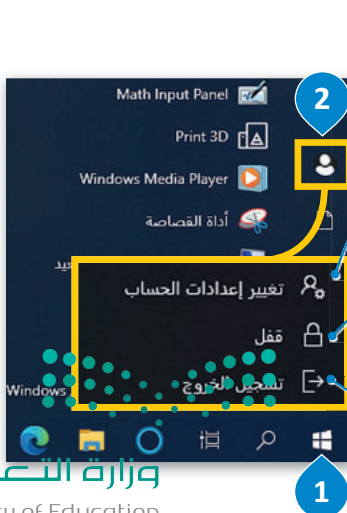 2
Math Input Panel
Print 3D
Windows Media Player
أداة القصاصة
تغيير إعدادات الحساب
قفل
تسجيل الخروج
Windows
1
وزارة التعـ
of Education